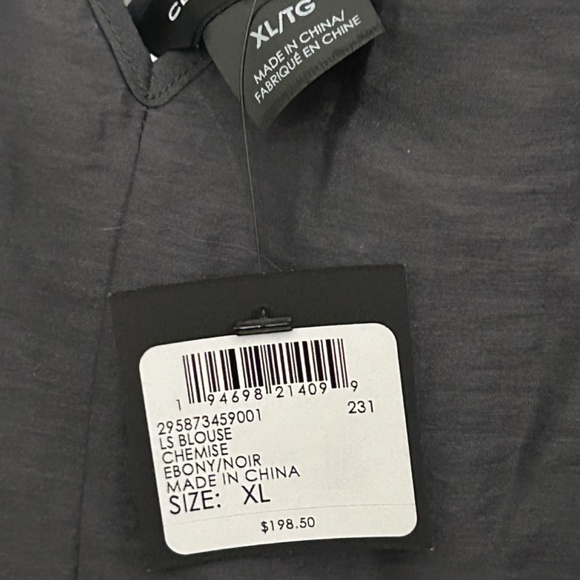 XL/TG
MADE IN CHINA/
FABRIQUÉ EN CHINE
1 94698 21409 9
295873459001 231
LS BLOUSE
CHEMISE
EBONY/NOIR
MADE IN CHINA
SIZE: XL
$198.50